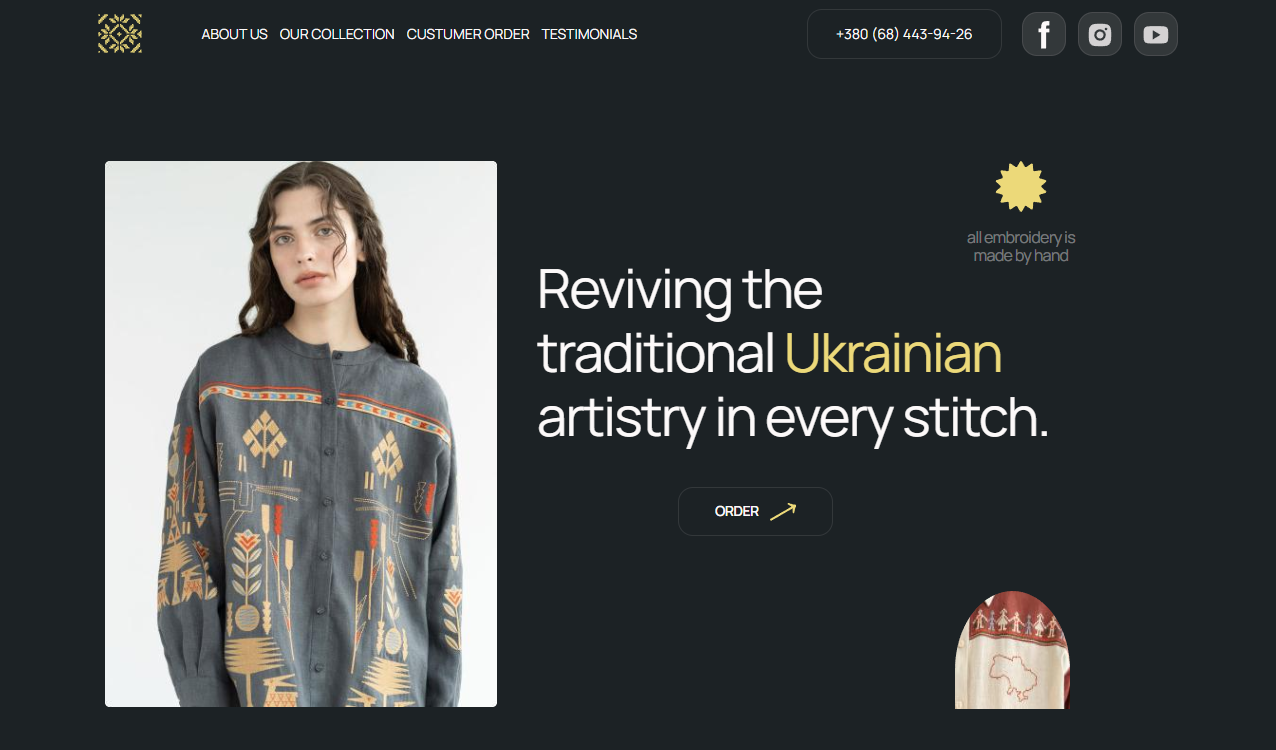 ABOUT US OUR COLLECTION CUSTUMER ORDER TESTIMONIALS +380 (68) 443-94-26
all embroidery is
made by hand
Reviving the
traditional Ukrainian
artistry in every stitch.
ORDER